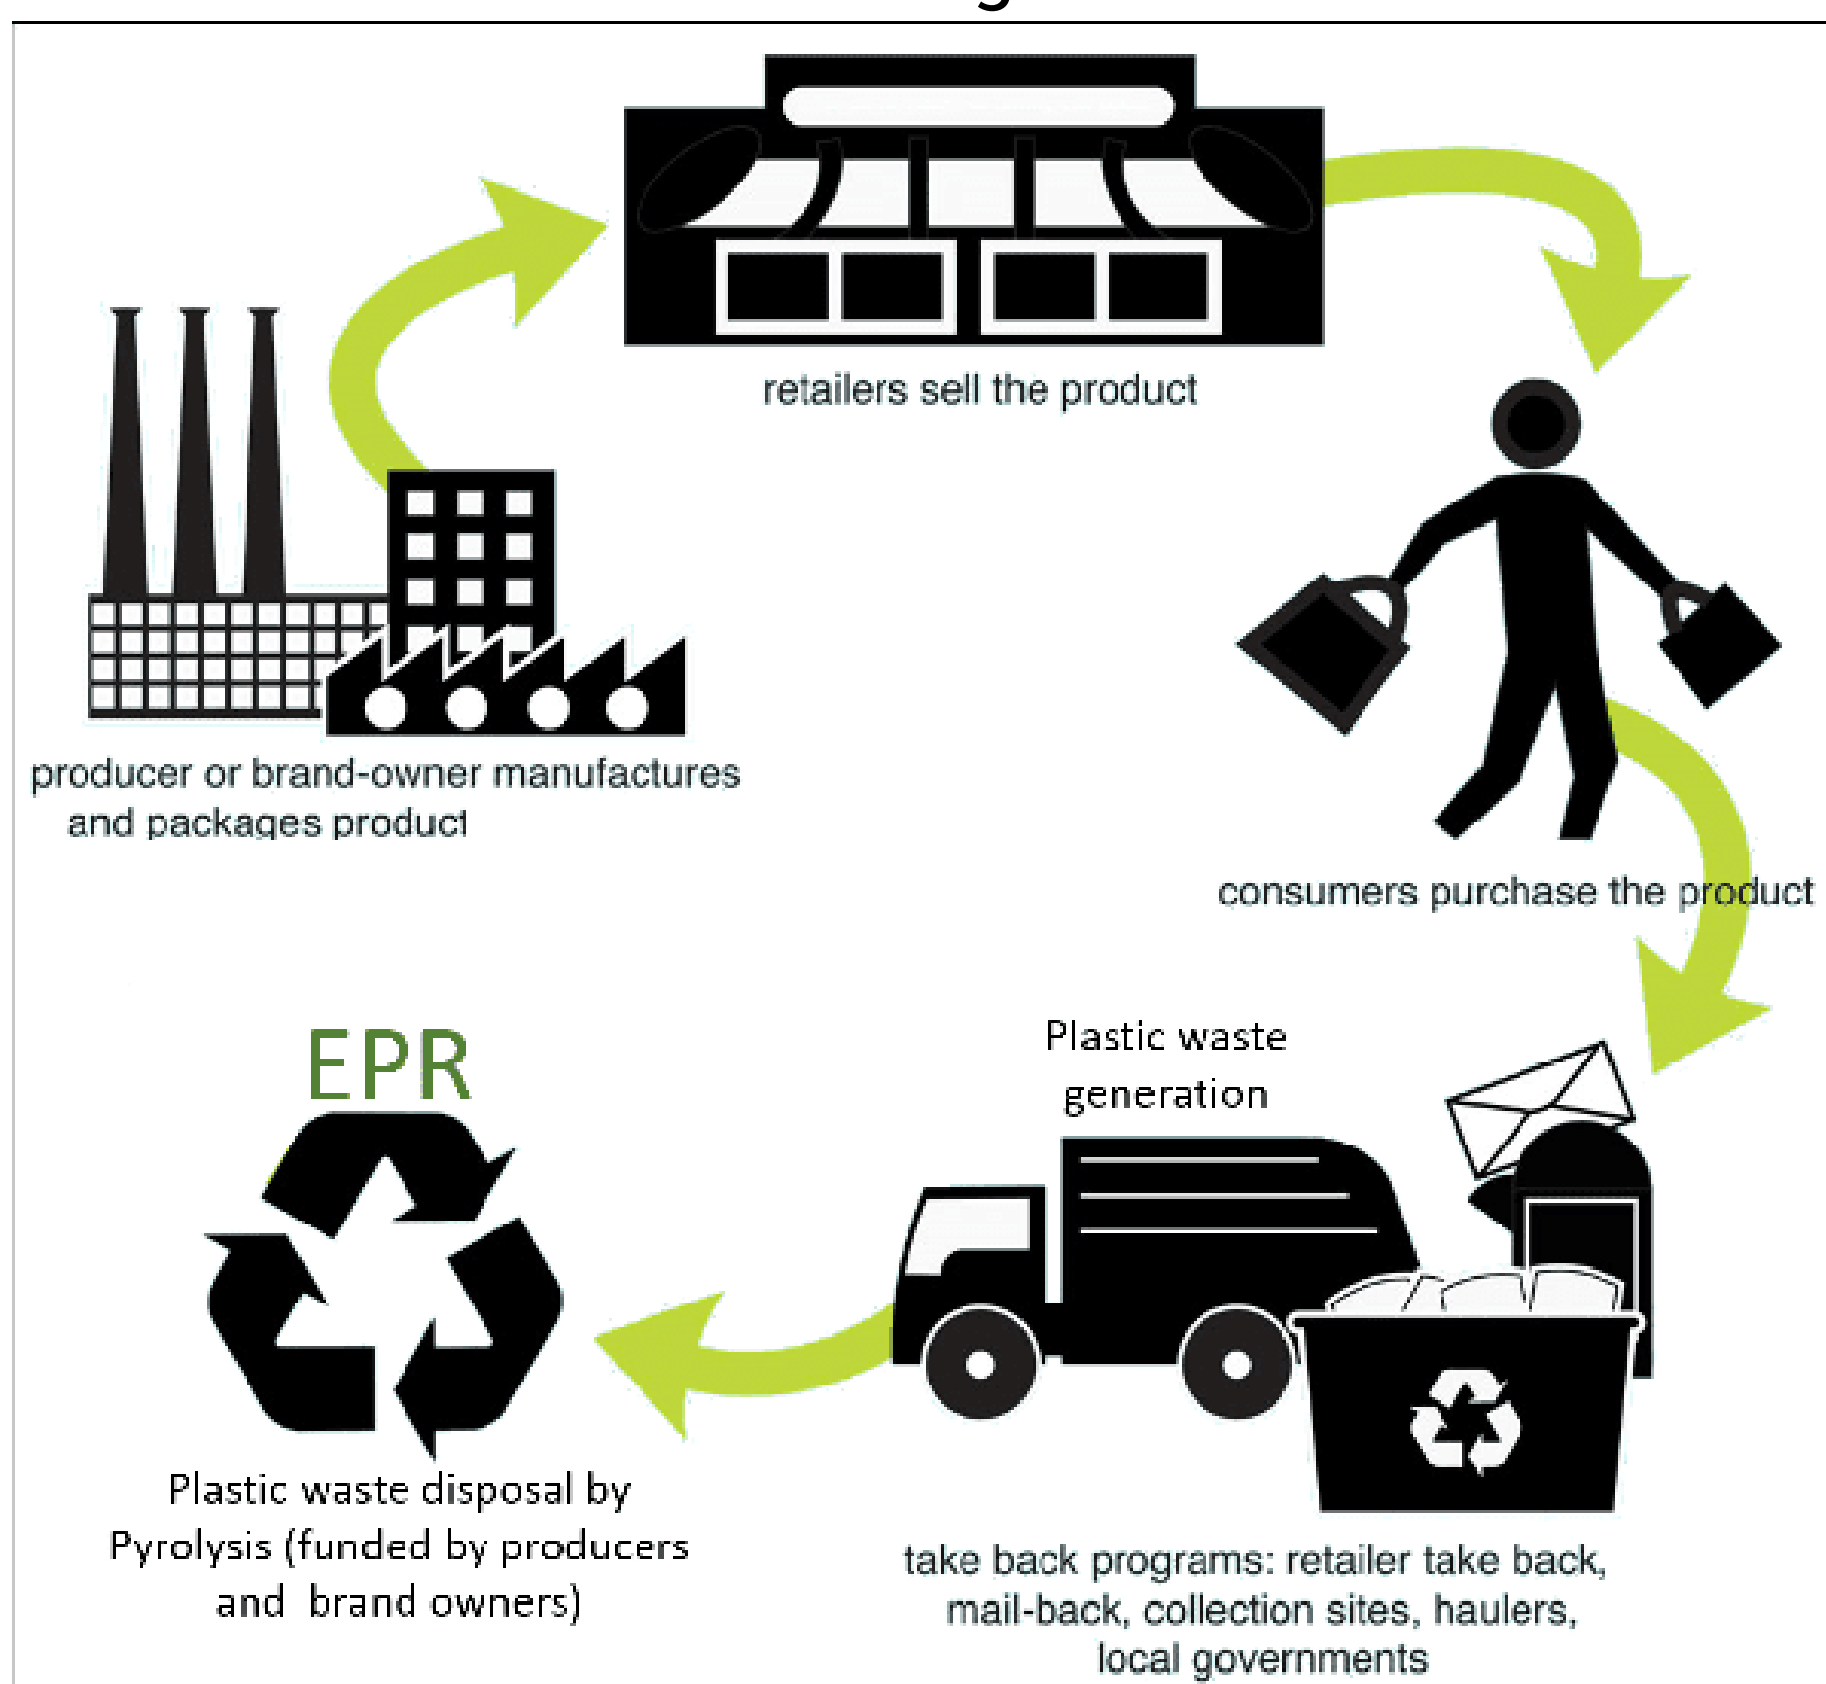 retailers sell the product
producer or brand-owner manufactures
and packages product
consumers purchase the product
Plastic waste
generation
take back programs: retailer take back,
mail-back, collection sites, haulers,
local governments
EPR
Plastic waste disposal by
Pyrolysis (funded by producers
and  brand owners)